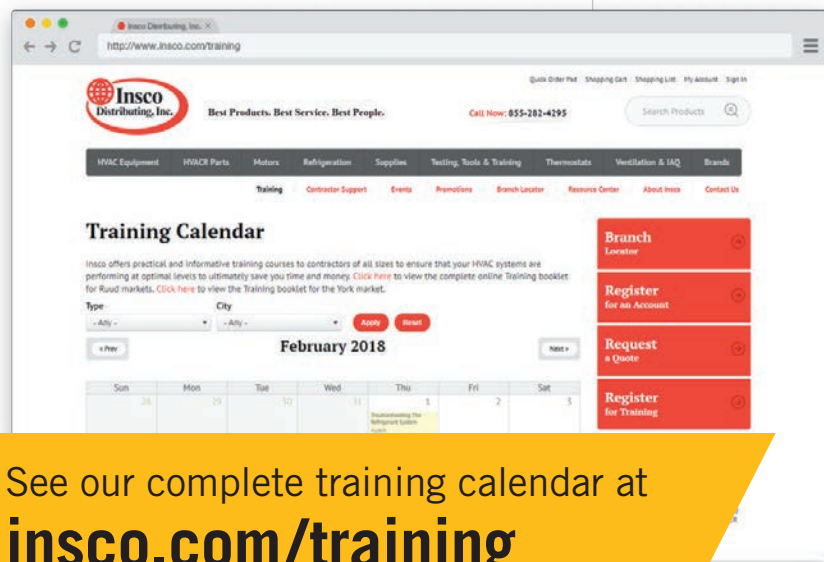 Insco Distributing, Inc. ×
http://www.insco.com/training
Quick Order Pad Shopping Cart Shopping List My Account Sign In
Insco
Distributing, Inc.
Best Products. Best Service. Best People.
Call Now: 855-282-4295
Search Products
HVAC Equipment HVACR Parts Motors Refrigeration Supplies Testing, Tools & Training Thermostats Ventilation & IAQ Brands
Training Contractor Support Events Promotions Branch Locator Resource Center About Insco Contact Us
Training Calendar
Insco offers practical and informative training courses to contractors of all sizes to ensure that your HVAC systems are
performing at optimal levels to ultimately save you time and money. Click here to view the complete online Training booklet
for Ruud markets. Click here to view the Training booklet for the York market.
Type City
- Any - - Any - Apply Reset
« Prev February 2018 Next »
Sun Mon Tue Wed Thu Fri Sat
28 29 30 31 1 2 3
Troubleshooting The
Refrigerant System
Branch
Locator
Register
for an Account
Request
a Quote
Register
for Training
See our complete training calendar at
insco.com/training